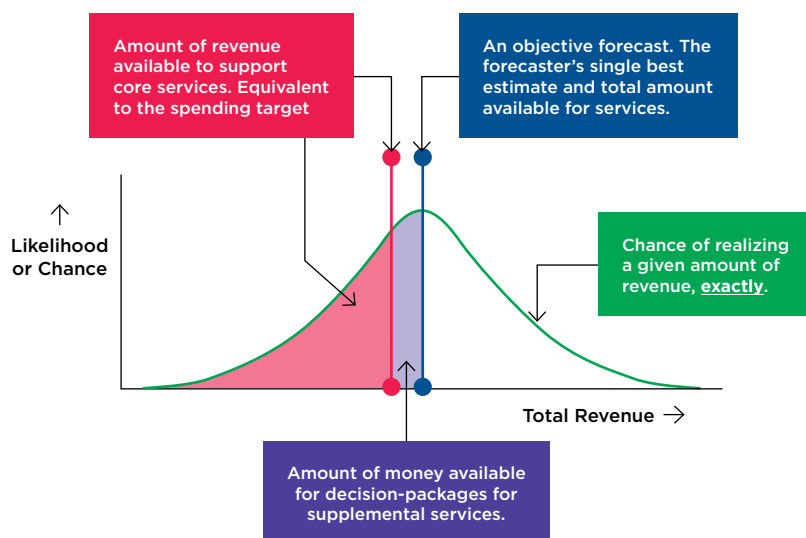 Amount of revenue
available to support
core services. Equivalent
to the spending target
An objective forecast. The
forecaster’s single best
estimate and total amount
available for services.
Likelihood
or Chance
Chance of realizing
a given amount of
revenue, exactly.
Total Revenue
Amount of money available
for decision-packages for
supplemental services.